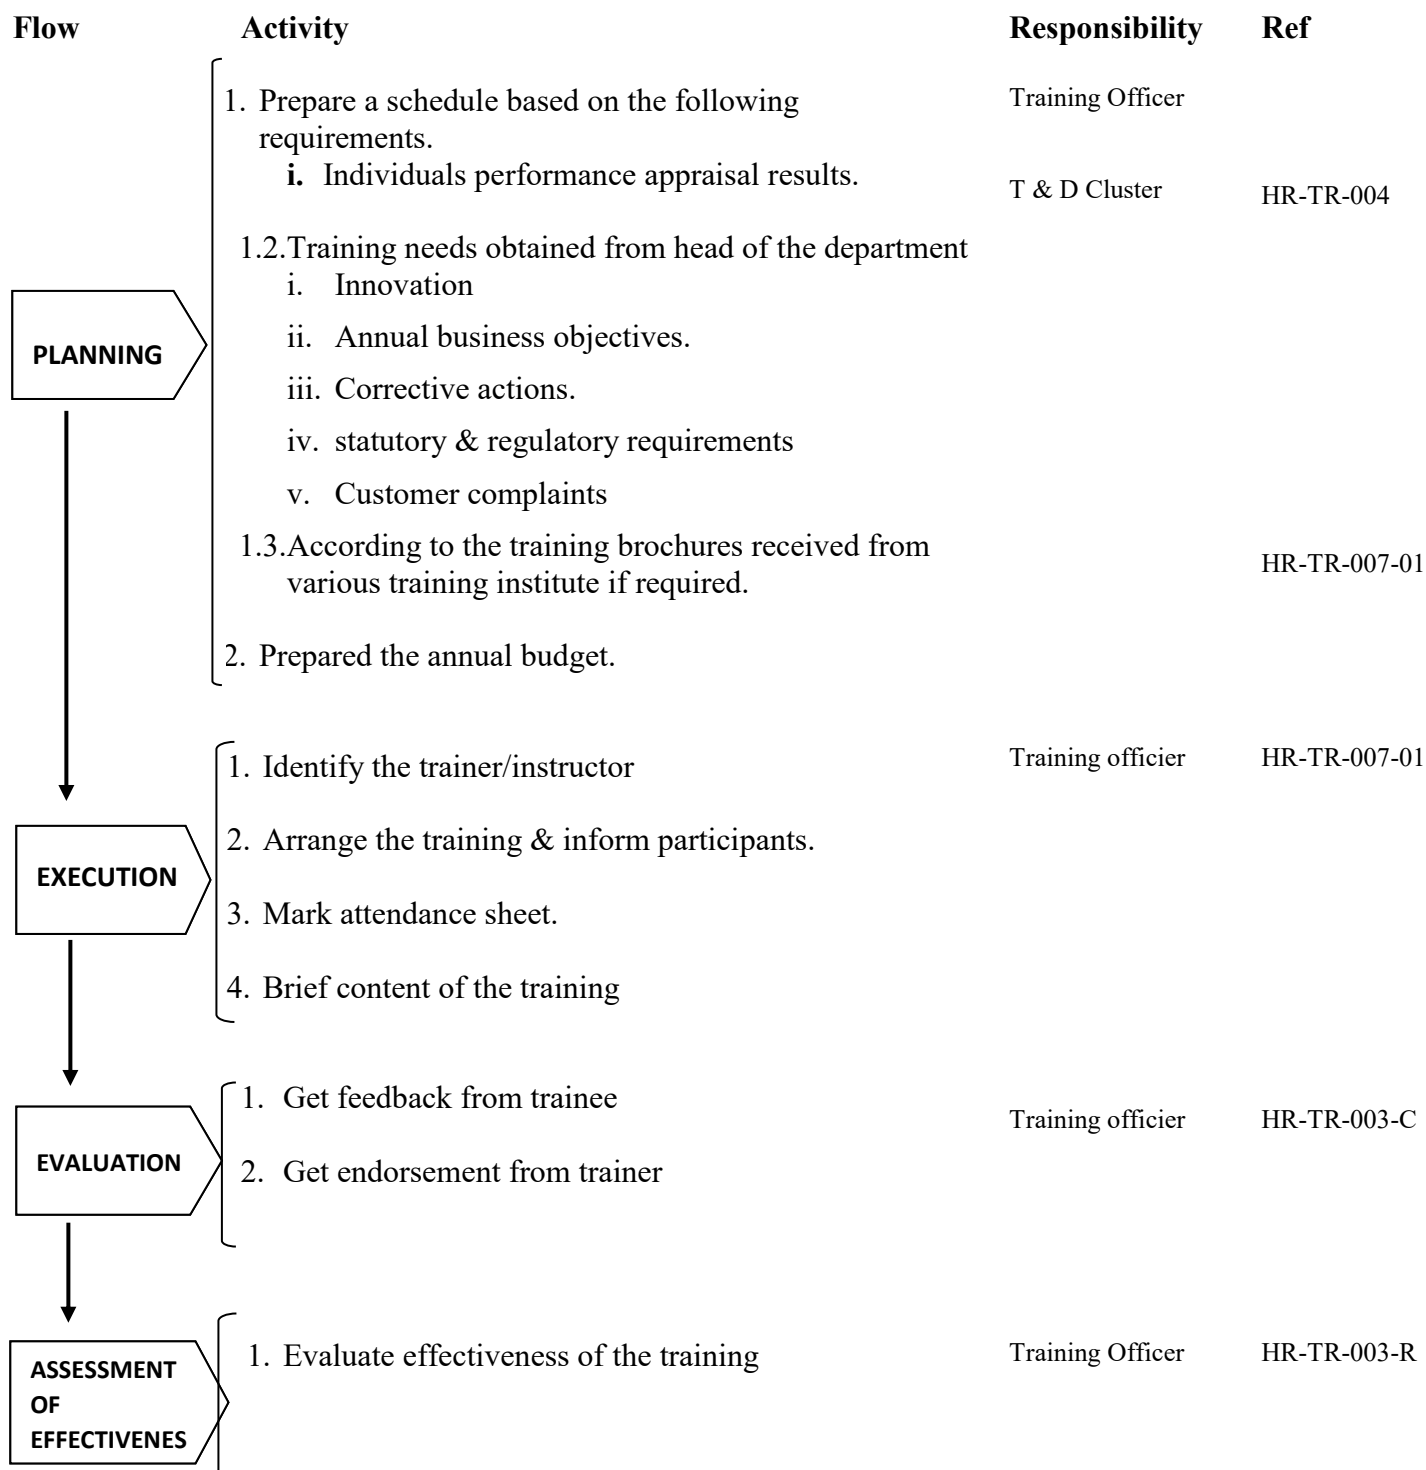 Flow Activity Responsibility Ref
1. Prepare a schedule based on the following Training Officer
requirements.
i. Individuals performance appraisal results. T & D Cluster HR-TR-004
1.2.Training needs obtained from head of the department
i. Innovation
PLANNING
ii. Annual business objectives.
iii. Corrective actions.
iv. statutory & regulatory requirements
v. Customer complaints
1.3.According to the training brochures received from HR-TR-007-01
various training institute if required.
2. Prepared the annual budget.
1. Identify the trainer/instructor Training officier HR-TR-007-01
2. Arrange the training & inform participants.
EXECUTION
3. Mark attendance sheet.
4. Brief content of the training
1. Get feedback from trainee Training officier HR-TR-003-C
EVALUATION
2. Get endorsement from trainer
1. Evaluate effectiveness of the training Training Officer HR-TR-003-R
ASSESSMENT
OF
EFFECTIVENES